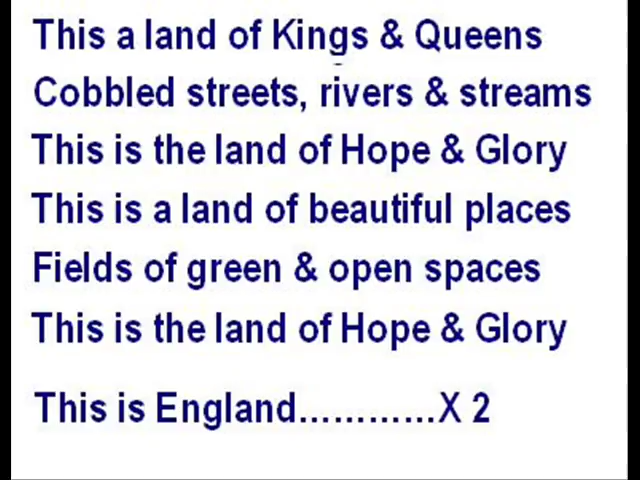 This a land of Kings & Queens
Cobbled streets, rivers & streams
This is the land of Hope & Glory
This is a land of beautiful places
Fields of green & open spaces
This is the land of Hope & Glory
This is England…………X 2